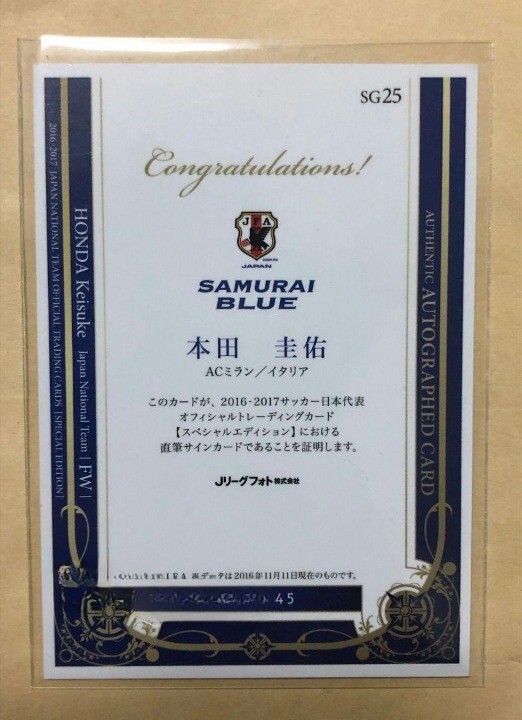 SG25
Congratulations!
JFA
JAPAN
SAMURAI
BLUE
本田 圭佑
ACミラン／イタリア
このカードが、2016-2017サッカー日本代表
オフィシャルトレーディングカード
【スペシャルエディション】における
直筆サインカードであることを証明します。
Jリーグフォト株式会社
J.F.A ※データは2016年11月11日現在のものです。
45
HONDA Keisuke Japan National Team | FW |
2016-2017 JAPAN NATIONAL TEAM OFFICIAL TRADING CARDS [SPECIAL EDITION]
AUTHENTIC AUTOGRAPHED CARD